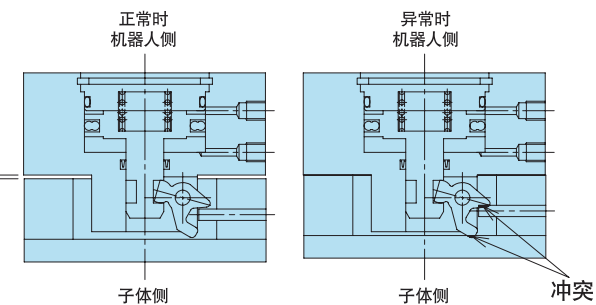 正常时
机器人侧
异常时
机器人侧
子体侧
子体侧
冲突